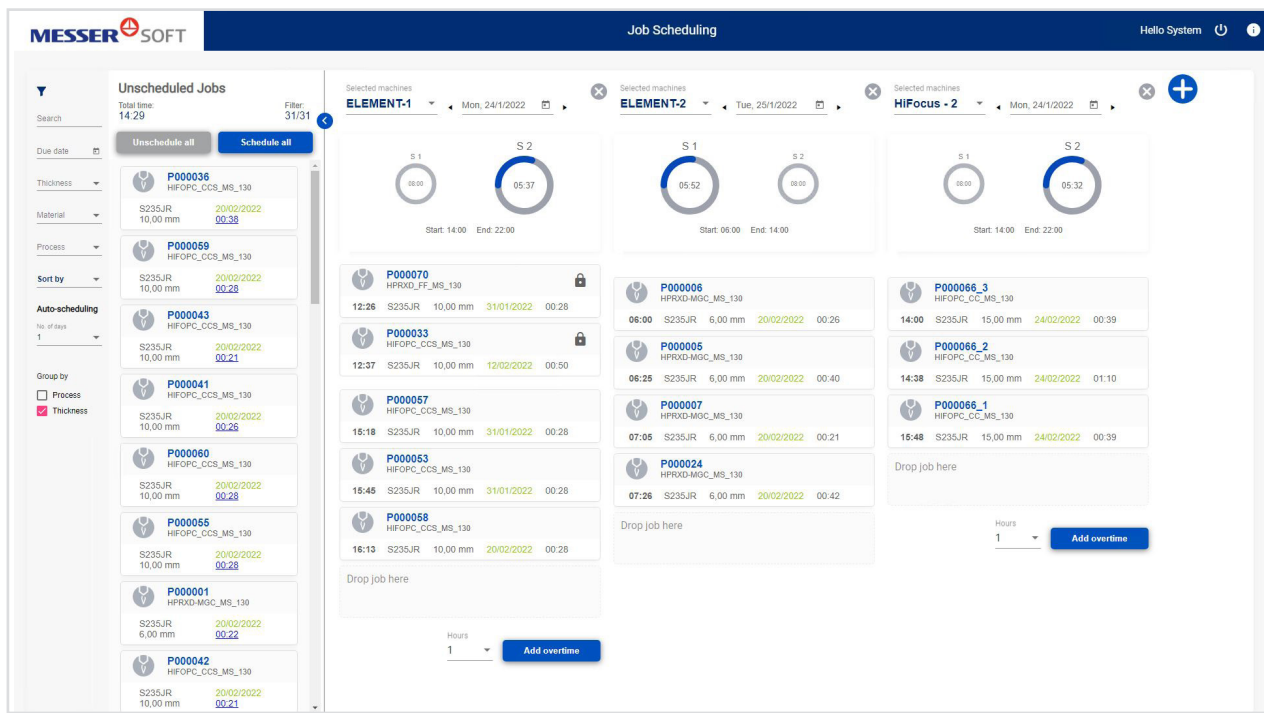 MESSER SOFT
Job Scheduling
Hello System
Search
Due date
Thickness
Material
Process
Sort by
Auto-scheduling
No. of days
1
Group by
Process
Thickness
Unscheduled Jobs
Total time:
14:29
Filter:
31/31
Unschedule all
Schedule all
P000036
HIFOPC_CCS_MS_130
S235JR 20/02/2022
10,00 mm 00:38
P000059
HIFOPC_CCS_MS_130
S235JR 20/02/2022
10,00 mm 00:28
P000043
HIFOPC_CCS_MS_130
S235JR 20/02/2022
10,00 mm 00:21
P000041
HIFOPC_CCS_MS_130
S235JR 20/02/2022
10,00 mm 00:26
P000060
HIFOPC_CCS_MS_130
S235JR 20/02/2022
10,00 mm 00:28
P000055
HIFOPC_CCS_MS_130
S235JR 20/02/2022
10,00 mm 00:28
P000001
HPRXD-MGC_MS_130
S235JR 20/02/2022
6,00 mm 00:22
P000042
HIFOPC_CCS_MS_130
S235JR 20/02/2022
10,00 mm 00:21
Selected machines
ELEMENT-1
Mon, 24/1/2022
S 1
08:00
S 2
05:37
Start: 14:00 End: 22:00
P000070
HPRXD_FF_MS_130
12:26 S235JR 10,00 mm 31/01/2022 00:28
P000033
HIFOPC_CCS_MS_130
12:37 S235JR 10,00 mm 12/02/2022 00:50
P000057
HIFOPC_CCS_MS_130
15:18 S235JR 10,00 mm 31/01/2022 00:28
P000053
HIFOPC_CCS_MS_130
15:45 S235JR 10,00 mm 31/01/2022 00:28
P000058
HIFOPC_CCS_MS_130
16:13 S235JR 10,00 mm 20/02/2022 00:28
Drop job here
Hours
1
Add overtime
Selected machines
ELEMENT-2
Tue, 25/1/2022
S 1
05:52
S 2
08:00
Start: 06:00 End: 14:00
P000006
HPRXD-MGC_MS_130
06:00 S235JR 6,00 mm 20/02/2022 00:26
P000005
HPRXD-MGC_MS_130
06:25 S235JR 6,00 mm 20/02/2022 00:40
P000007
HPRXD-MGC_MS_130
07:05 S235JR 6,00 mm 20/02/2022 00:21
P000024
HPRXD-MGC_MS_130
07:26 S235JR 6,00 mm 20/02/2022 00:42
Drop job here
Selected machines
HiFocus - 2
Mon, 24/1/2022
S 1
08:00
S 2
05:32
Start: 14:00 End: 22:00
P000066_3
HIFOPC_CC_MS_130
14:00 S235JR 15,00 mm 24/02/2022 00:39
P000066_2
HIFOPC_CC_MS_130
14:38 S235JR 15,00 mm 24/02/2022 01:10
P000066_1
HIFOPC_CC_MS_130
15:48 S235JR 15,00 mm 24/02/2022 00:39
Drop job here
Hours
1
Add overtime